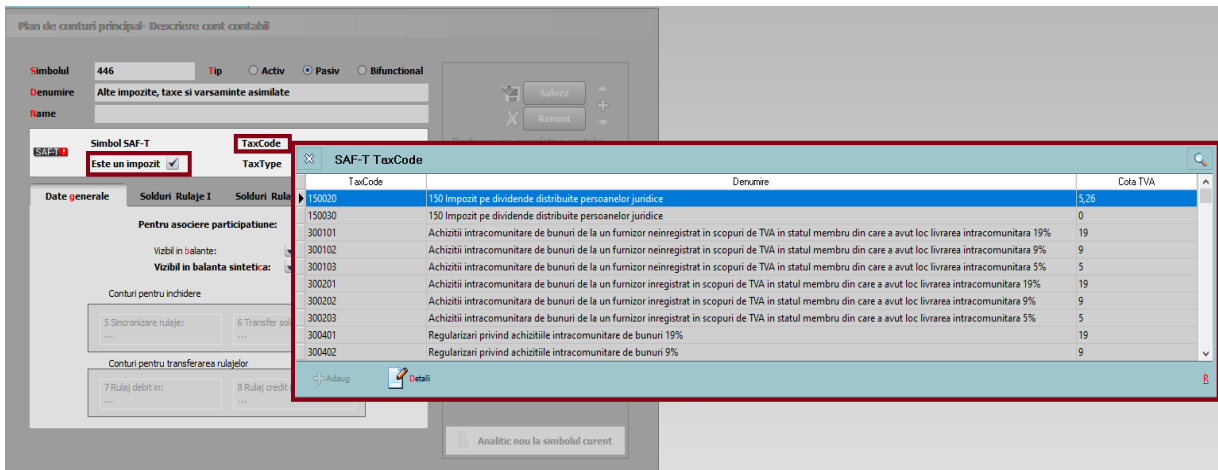 Plan de conturi principal- Descriere cont contabil
Simbolul 446 Tip Activ Pasiv Bifunctional
Denumire Alte impozite, taxe si varsaminte asimilate
Name
Salvez
Renunt
SAF-T Simbol SAF-T TaxCode
Este un impozit TaxType
Date generale Solduri Rulaje I Solduri Rula
Pentru asociere participatiune:
Vizibil in balante:
Vizibil in balanta sintetica:
Conturi pentru inchidere
5 Sincronizare rulaje: 6 Transfer sol
... ...
Conturi pentru transferarea rulajelor
7 Rulaj debit in: 8 Rulaj credit i
... ...
Analitic nou la simbolul curent
SAF-T TaxCode
TaxCode Denumire Cota TVA
150020 150 Impozit pe dividende distribuite persoanelor juridice 5,26
150030 150 Impozit pe dividende distribuite persoanelor juridice 0
300101 Achizitii intracomunitare de bunuri de la un furnizor neinregistrat in scopuri de TVA in statul membru din care a avut loc livrarea intracomunitara 19% 19
300102 Achizitii intracomunitare de bunuri de la un furnizor neinregistrat in scopuri de TVA in statul membru din care a avut loc livrarea intracomunitara 9% 9
300103 Achizitii intracomunitare de bunuri de la un furnizor neinregistrat in scopuri de TVA in statul membru din care a avut loc livrarea intracomunitara 5% 5
300201 Achizitii intracomunitara de bunuri de la un furnizor inregistrat in scopuri de TVA in statul membru din care a avut loc livrarea intracomunitara 19% 19
300202 Achizitii intracomunitara de bunuri de la un furnizor inregistrat in scopuri de TVA in statul membru din care a avut loc livrarea intracomunitara 9% 9
300203 Achizitii intracomunitara de bunuri de la un furnizor inregistrat in scopuri de TVA in statul membru din care a avut loc livrarea intracomunitara 5% 5
300401 Regularizari privind achizitiile intracomunitare de bunuri 19% 19
300402 Regularizari privind achizitiile intracomunitare de bunuri 9% 9
Adaug Detalii R